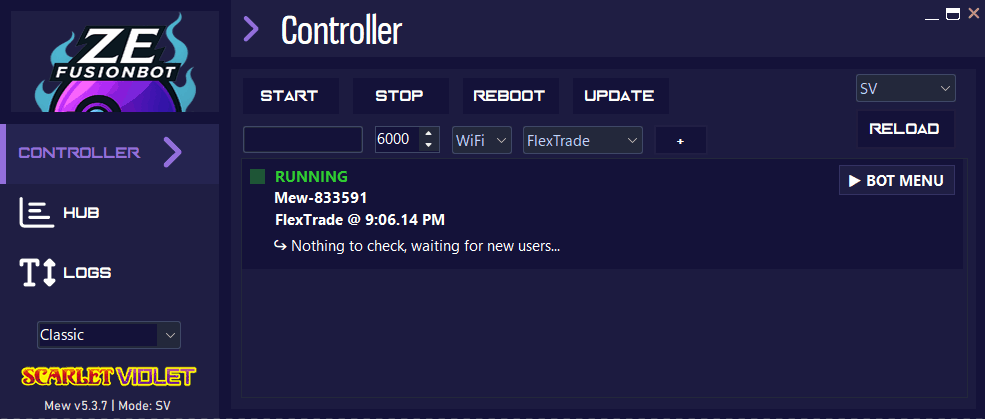 ZE
FUSIONBOT
Controller
START STOP REBOOT UPDATE SV
RELOAD
6000 WiFi FlexTrade +
CONTROLLER
HUB
LOGS
Classic
SCARLET VIOLET
Mew v5.3.7 | Mode: SV
RUNNING
BOT MENU
Mew-833591
FlexTrade @ 9:06.14 PM
↪ Nothing to check, waiting for new users...